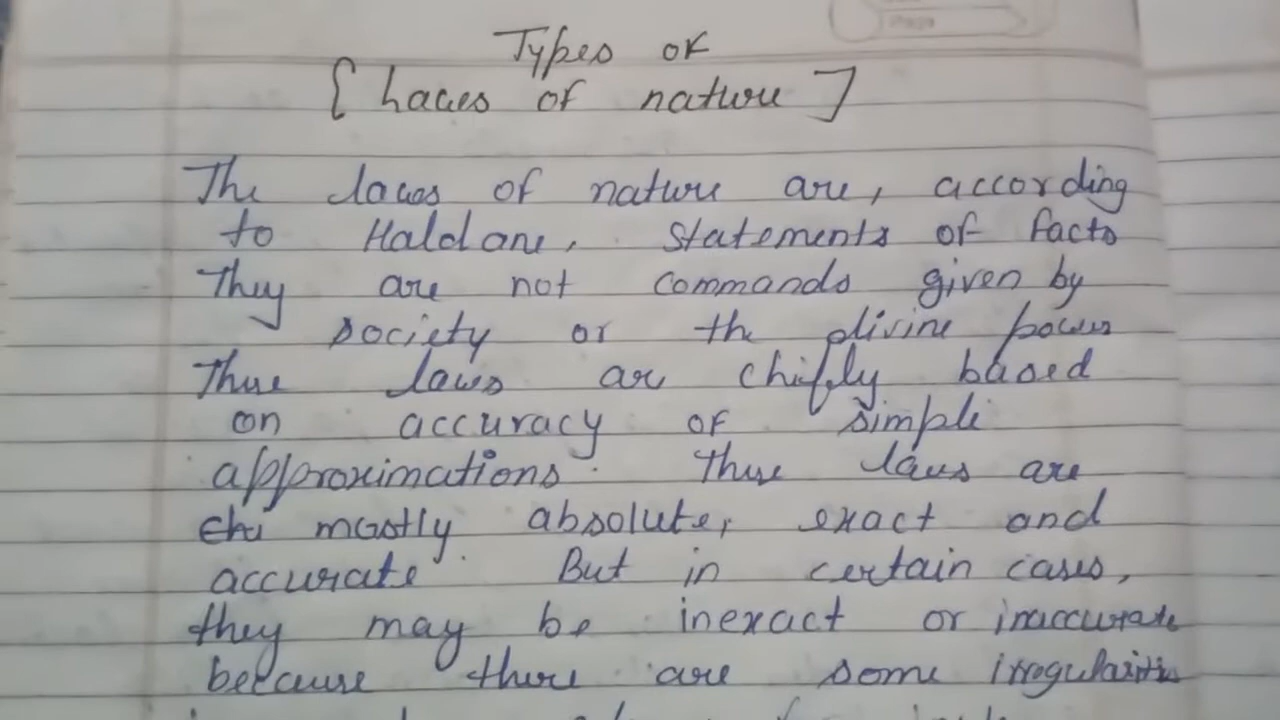 Types of
[ Laws of nature ]
The laws of nature are, according
to Haldane, statements of facts
They are not commands given by
society or the divine power
These laws are chiefly based
on accuracy of simple
approximations. These laws are
mostly absolute, exact and
accurate. But in certain cases,
they may be inexact or inaccurate
because there are some irregularities